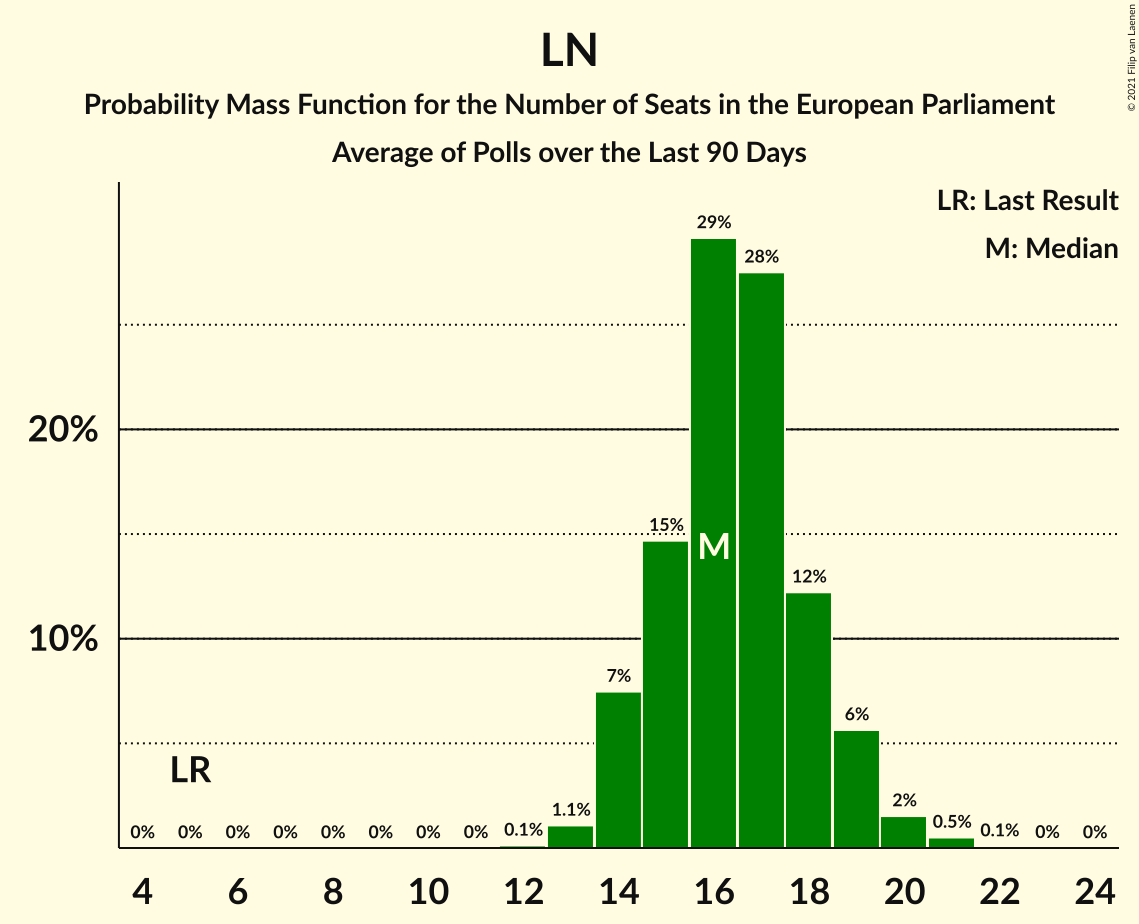 LN
Probability Mass Function for the Number of Seats in the European Parliament
Average of Polls over the Last 90 Days
© 2021 Filip van Laenen
LR: Last Result
M: Median
29%
28%
20%
15%
M
12%
10%
7%
6%
LR
0% 0% 0% 0% 0% 0% 0% 0% 0.1% 1.1% 2% 0.5% 0.1% 0% 0%
4 6 8 10 12 14 16 18 20 22 24